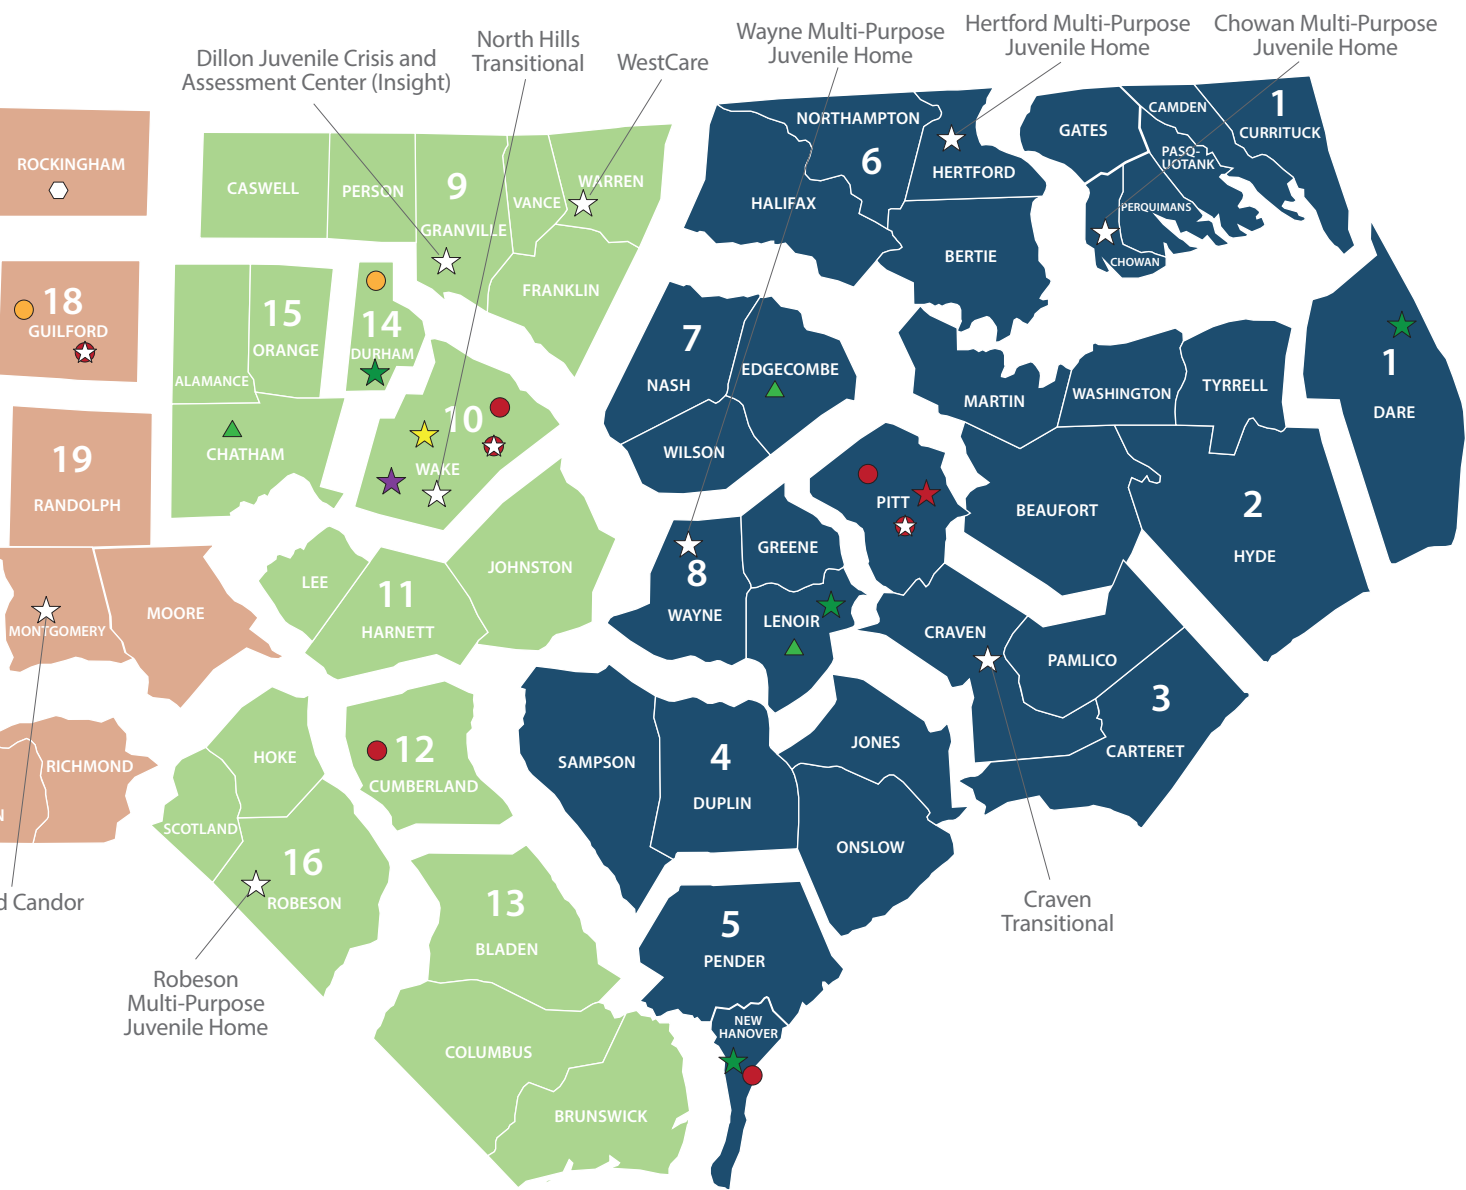 Dillon Juvenile Crisis and
Assessment Center (Insight)
North Hills
Transitional
WestCare
Wayne Multi-Purpose
Juvenile Home
Hertford Multi-Purpose
Juvenile Home
Chowan Multi-Purpose
Juvenile Home
ROCKINGHAM
18
GUILFORD
19
RANDOLPH
MONTGOMERY
MOORE
RICHMOND
N
d Candor
CASWELL
PERSON
9
GRANVILLE
VANCE
WARREN
FRANKLIN
15
ORANGE
ALAMANCE
14
DURHAM
CHATHAM
10
WAKE
LEE
11
HARNETT
JOHNSTON
HOKE
SCOTLAND
16
ROBESON
12
CUMBERLAND
13
BLADEN
COLUMBUS
BRUNSWICK
Robeson
Multi-Purpose
Juvenile Home
NORTHAMPTON
6
HALIFAX
HERTFORD
BERTIE
GATES
CAMDEN
1
CURRITUCK
PASQ-
UOTANK
PERQUIMANS
CHOWAN
7
NASH
EDGECOMBE
WILSON
MARTIN
WASHINGTON
TYRRELL
1
DARE
PITT
BEAUFORT
2
HYDE
8
WAYNE
GREENE
LENOIR
CRAVEN
PAMLICO
3
CARTERET
SAMPSON
4
DUPLIN
JONES
ONSLOW
5
PENDER
NEW
HANOVER
Craven
Transitional